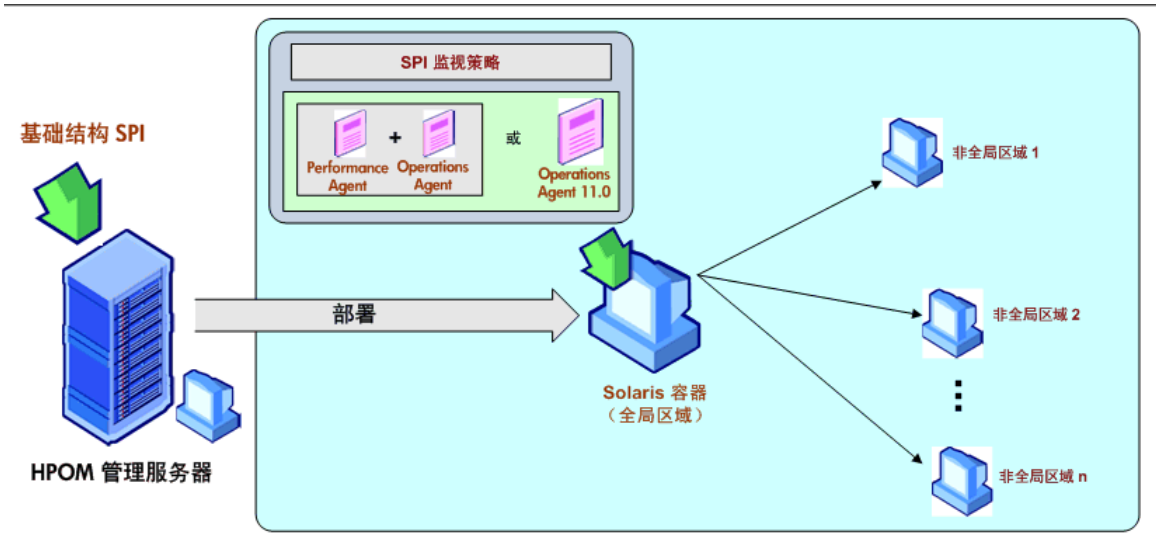 SPI 监视策略
基础结构 SPI
+
或
Performance Agent
Operations Agent
Operations Agent 11.0
非全局区域 1
部署
非全局区域 2
Solaris 容器
（全局区域）
HPOM 管理服务器
非全局区域 n